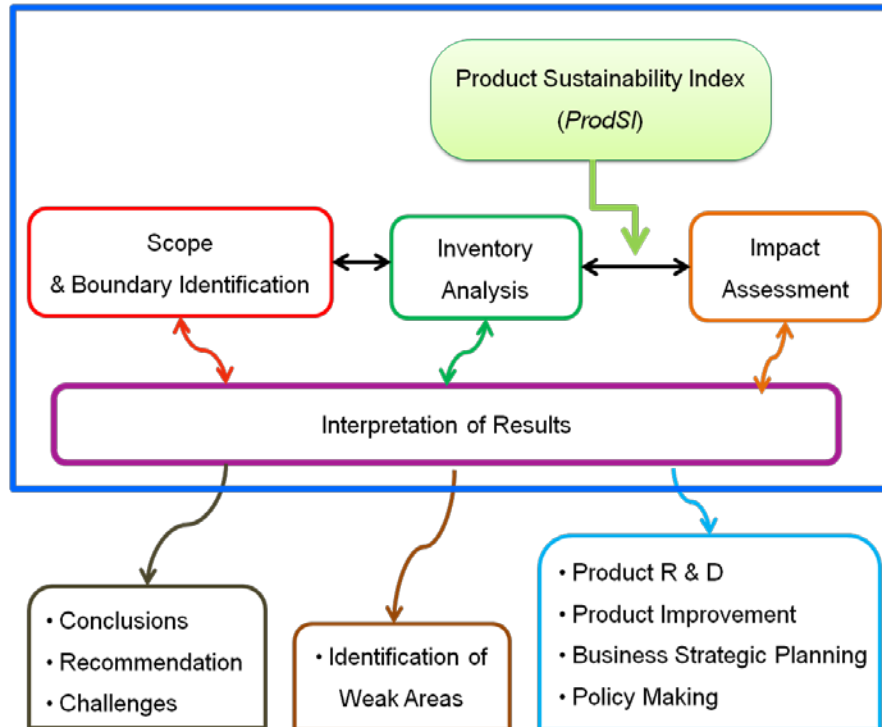 Product Sustainability Index
(ProdSI)
Scope
& Boundary Identification
Inventory
Analysis
Impact
Assessment
Interpretation of Results
• Conclusions
• Recommendation
• Challenges
• Identification of
Weak Areas
• Product R & D
• Product Improvement
• Business Strategic Planning
• Policy Making